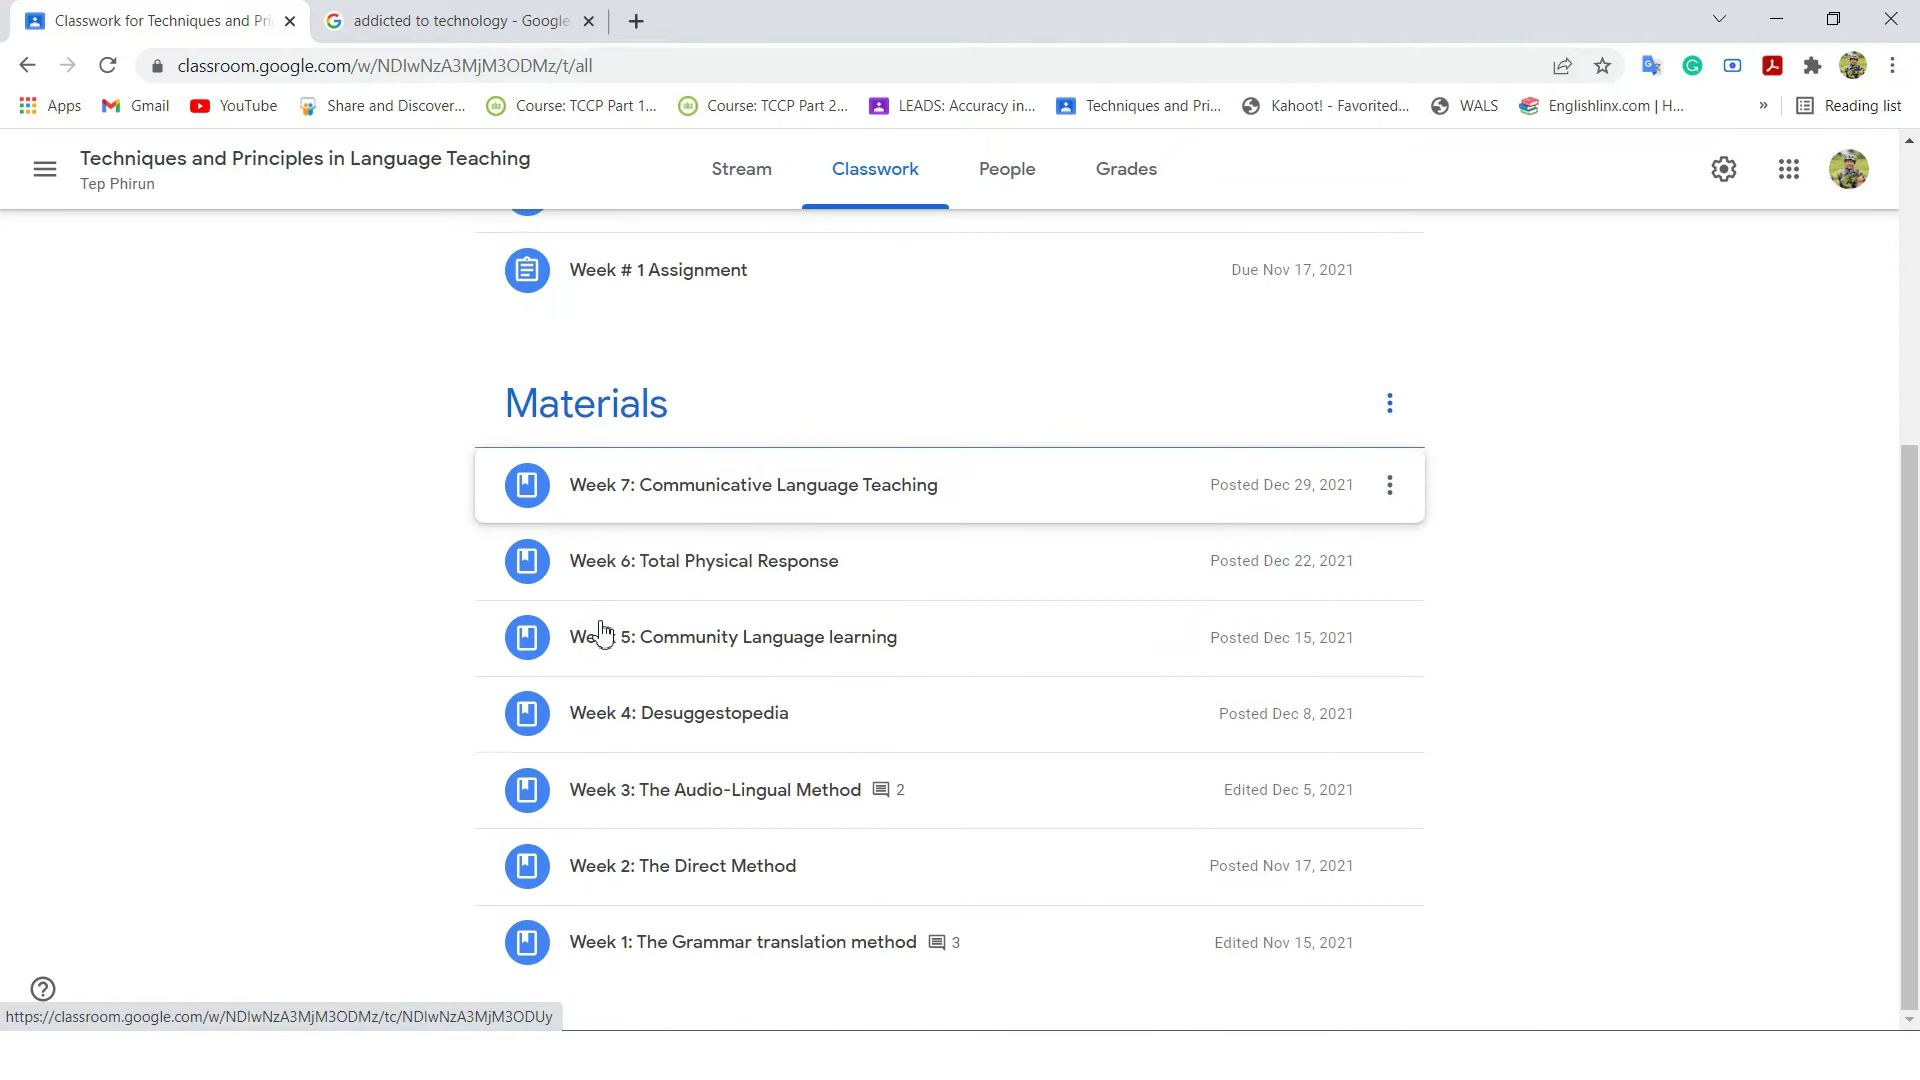 Classwork for Techniques and Pri
addicted to technology - Google
classroom.google.com/w/NDIwNzA3MjM3ODMz/t/all
Apps
Gmail
YouTube
Share and Discover...
Course: TCCP Part 1...
Course: TCCP Part 2...
LEADS: Accuracy in...
Techniques and Pri...
Kahoot! - Favorited...
WALS
Englishlinx.com | H...
»
Reading list
Techniques and Principles in Language Teaching
Tep Phirun
Stream
Classwork
People
Grades
Week # 1 Assignment
Due Nov 17, 2021
Materials
Week 7: Communicative Language Teaching
Posted Dec 29, 2021
Week 6: Total Physical Response
Posted Dec 22, 2021
Week 5: Community Language learning
Posted Dec 15, 2021
Week 4: Desuggestopedia
Posted Dec 8, 2021
Week 3: The Audio-Lingual Method 2
Edited Dec 5, 2021
Week 2: The Direct Method
Posted Nov 17, 2021
Week 1: The Grammar translation method 3
Edited Nov 15, 2021
https://classroom.google.com/w/NDIwNzA3MjM3ODMz/tc/NDIwNzA3MjM3ODUy